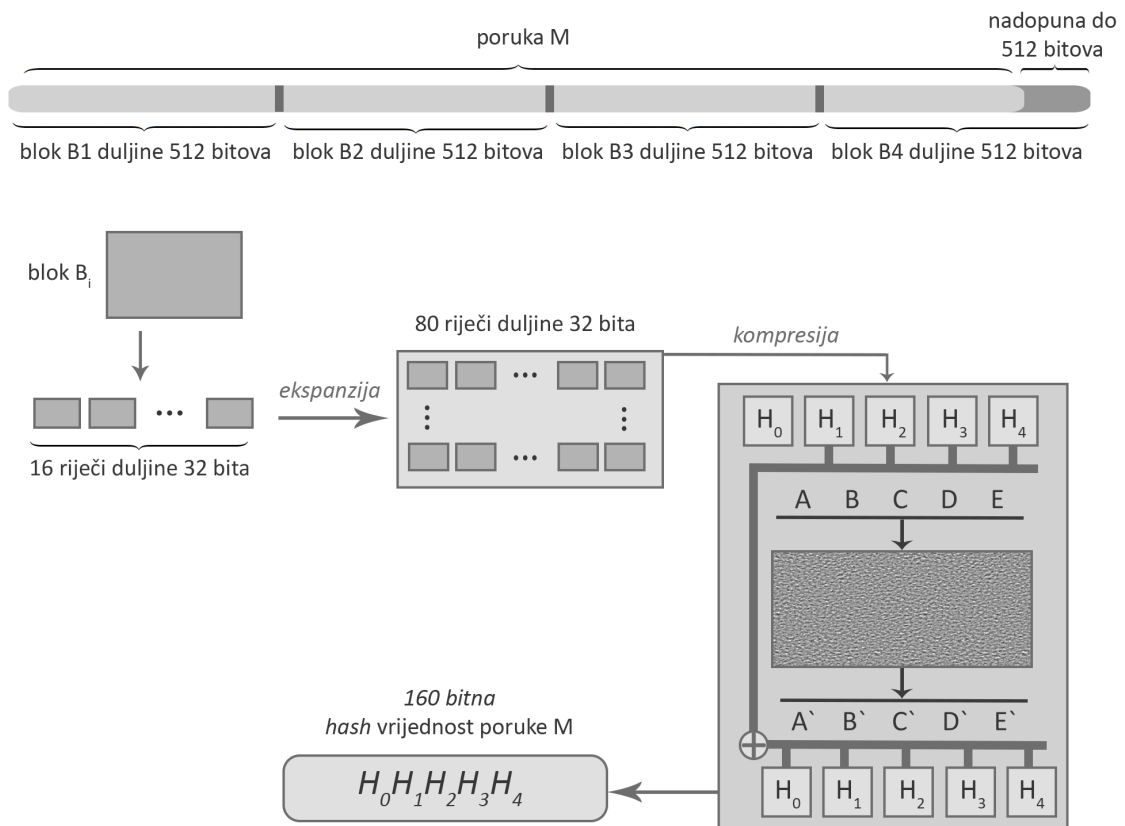 nadopuna do
512 bitova
poruka M
blok B1 duljine 512 bitova
blok B2 duljine 512 bitova
blok B3 duljine 512 bitova
blok B4 duljine 512 bitova
blok Bi
80 riječi duljine 32 bita
kompresija
ekspanzija
16 riječi duljine 32 bita
H0 H1 H2 H3 H4
A B C D E
A` B` C` D` E`
H0 H1 H2 H3 H4
160 bitna
hash vrijednost poruke M
H0H1H2H3H4